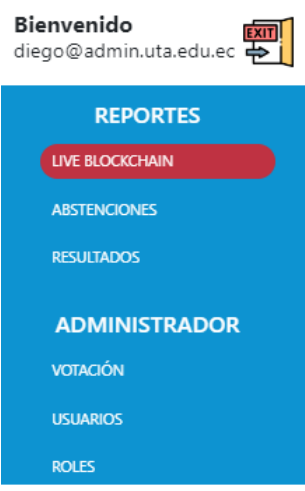 Bienvenido
diego@admin.uta.edu.ec
EXIT
REPORTES
LIVE BLOCKCHAIN
ABSTENCIONES
RESULTADOS
ADMINISTRADOR
VOTACIÓN
USUARIOS
ROLES